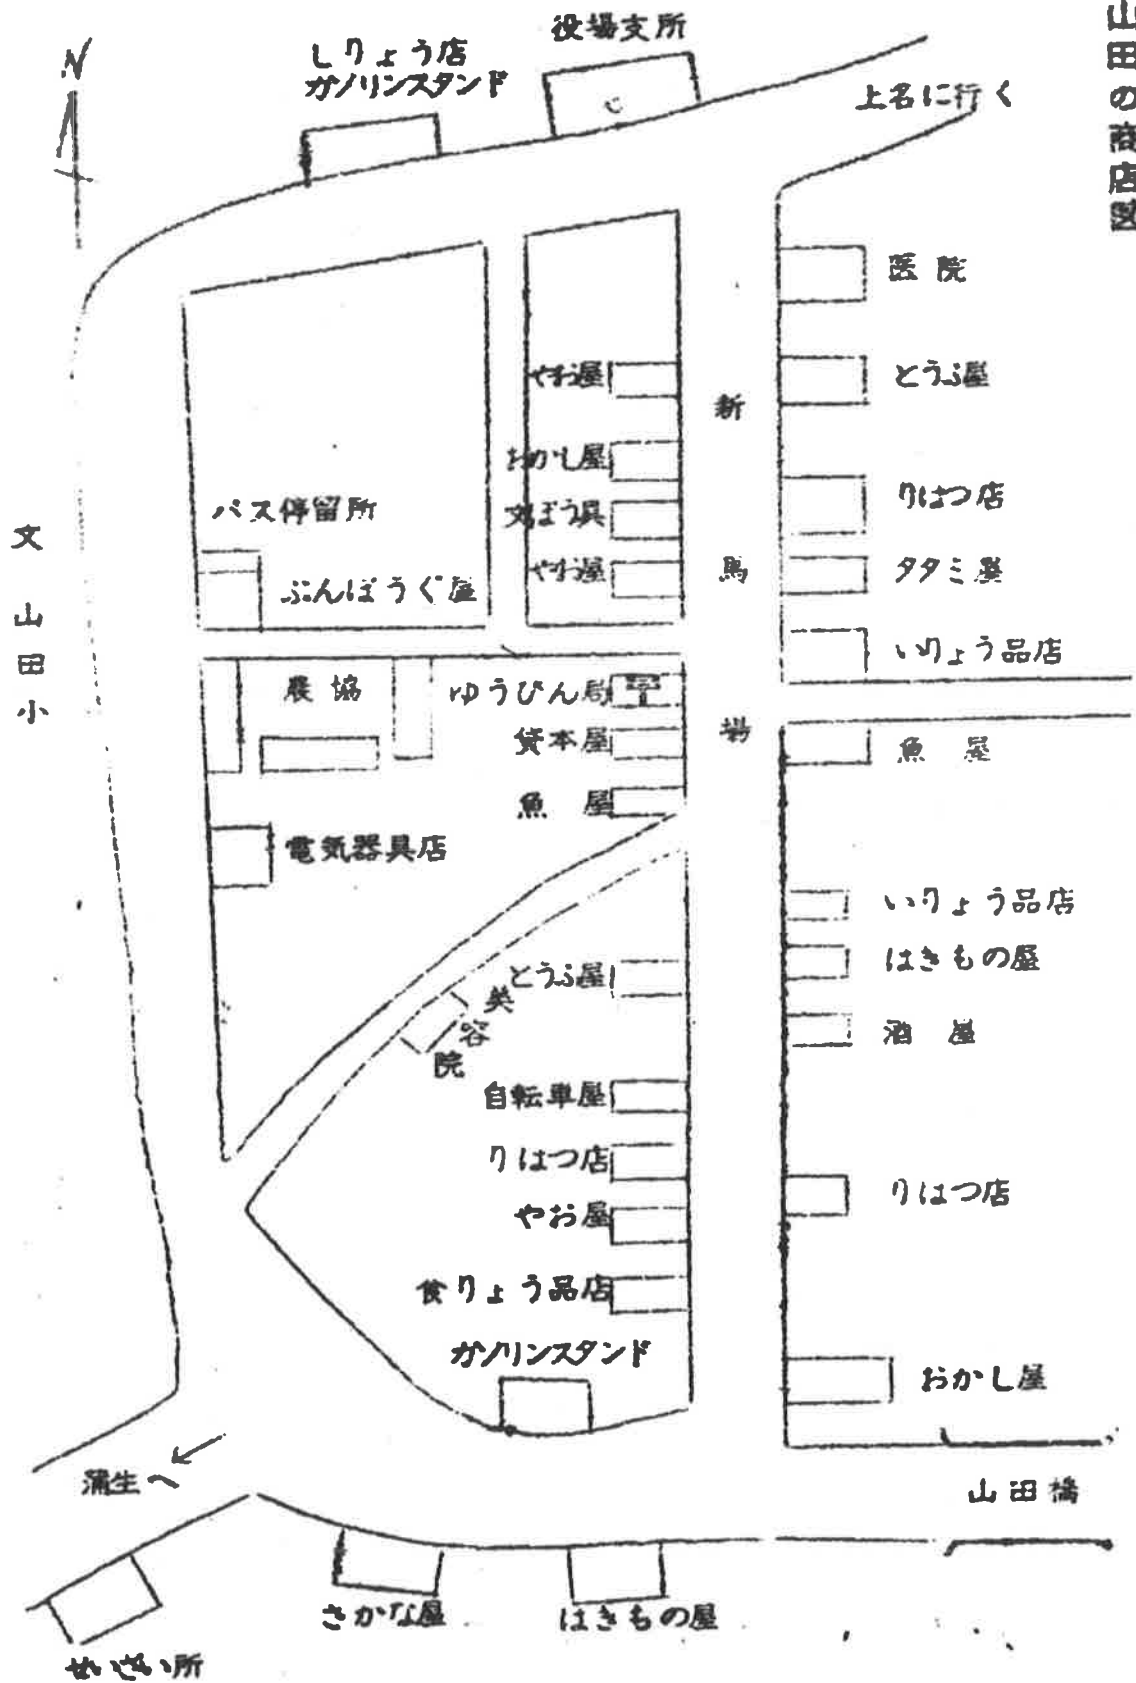 山田の商店図
N
役場支所
しりょう店
ガソリンスタンド
上名に行く
医院
やお屋
とうふ屋
新馬場
おかし屋
りはつ店
バス停留所
文ぼう具
文
山田小
やお屋
タタミ屋
ぶんぼうぐ屋
いりょう品店
農協
ゆうびん局
〒
貸本屋
魚屋
魚屋
電気器具店
いりょう品店
はきもの屋
とうふ屋
美容院
酒屋
自転車屋
りはつ店
りはつ店
やお屋
食りょう品店
ガソリンスタンド
おかし屋
蒲生へ
山田橋
さかな屋
はきもの屋
せいざい所